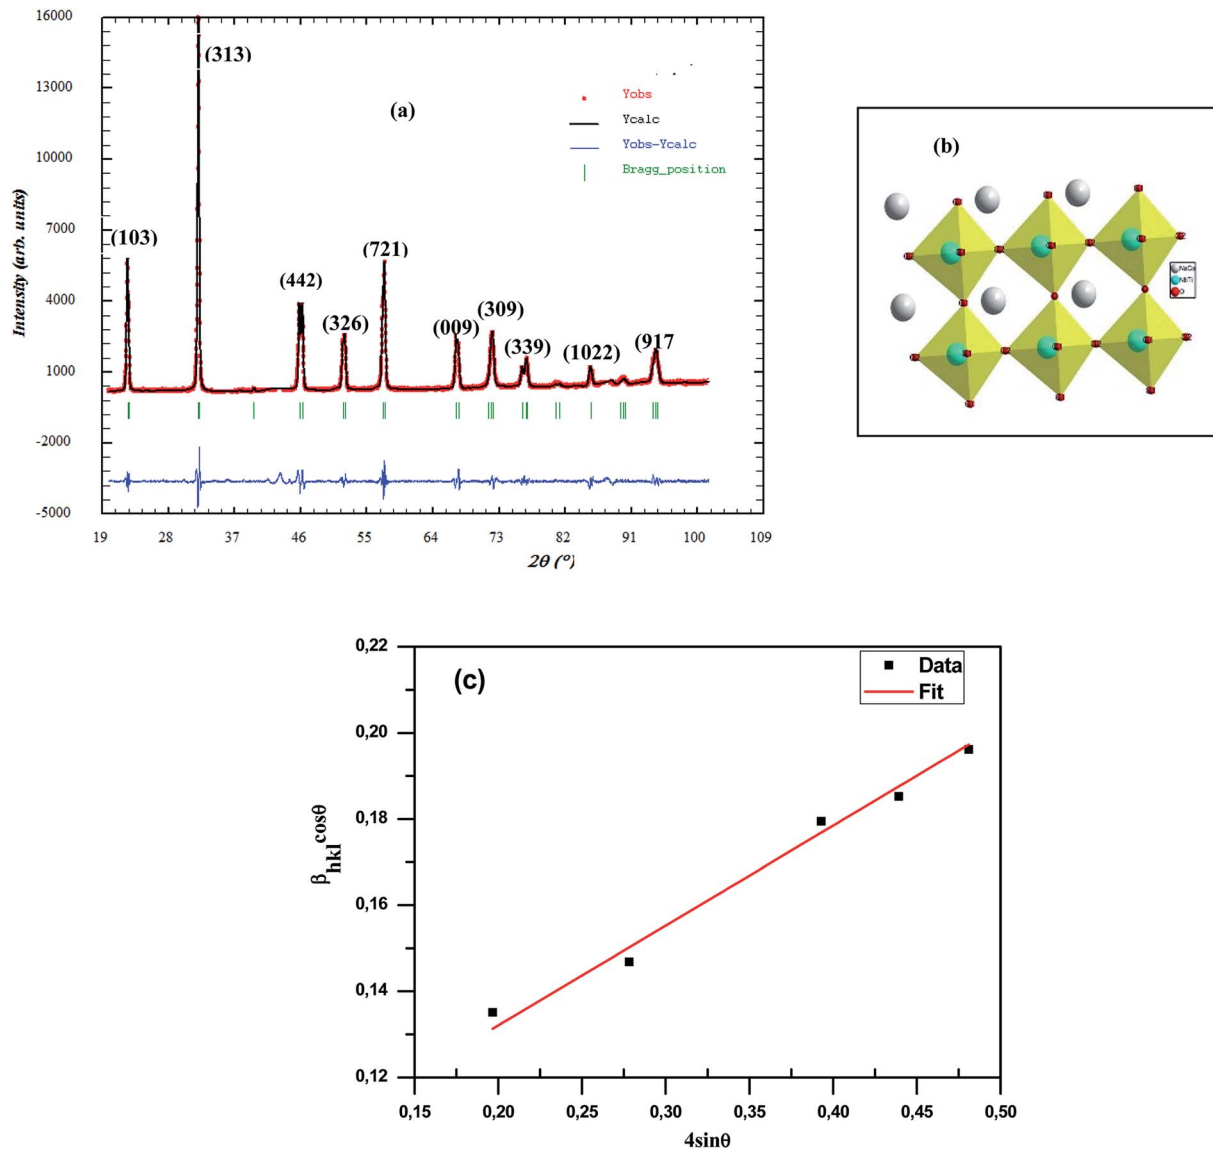 16000
13000
10000
7000
4000
1000
-2000
-5000
Intensity (arb. units)
(a)
Yobs
Ycalc
Yobs-Ycalc
Bragg_position
(103)
(313)
(442)
(326)
(721)
(009)
(309)
(339)
(1022)
(917)
19 28 37 46 55 64 73 82 91 100 109
2θ (°)
(b)
Na
Nb/Ti
O
0,22
0,20
0,18
0,16
0,14
0,12
βhklcosθ
(c)
Data
Fit
0,15 0,20 0,25 0,30 0,35 0,40 0,45 0,50
4sinθ